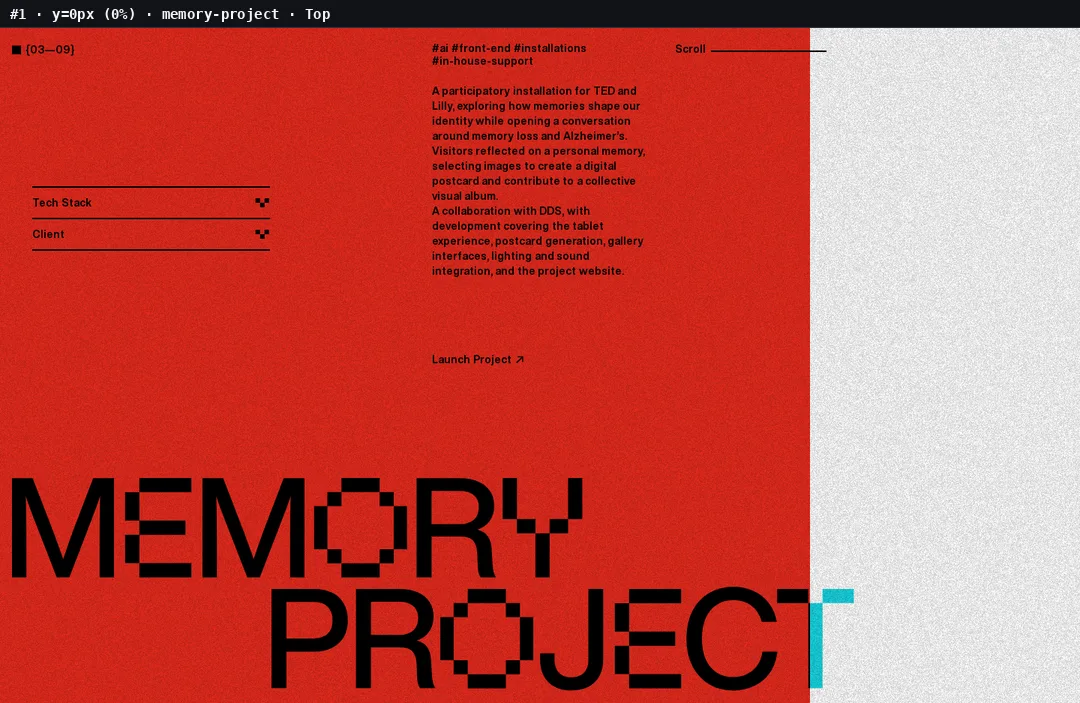 #1 · y=0px (0%) · memory-project · Top
{03—09}
#ai #front-end #installations
#in-house-support
Scroll
A participatory installation for TED and
Lilly, exploring how memories shape our
identity while opening a conversation
around memory loss and Alzheimer's.
Visitors reflected on a personal memory,
selecting images to create a digital
postcard and contribute to a collective
visual album.
A collaboration with DDS, with
development covering the tablet
experience, postcard generation, gallery
interfaces, lighting and sound
integration, and the project website.
Tech Stack
Client
Launch Project ↗
MEMORY
PROJECT